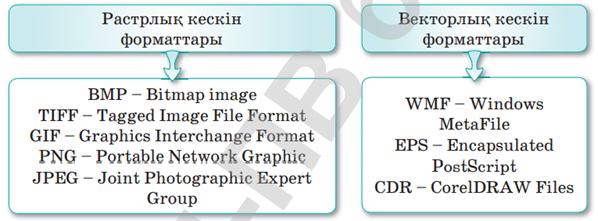 Растрлық кескін
форматтары
BMP – Bitmap image
TIFF – Tagged Image File Format
GIF – Graphics Interchange Format
PNG – Portable Network Graphic
JPEG – Joint Photographic Expert
Group
Векторлық кескін
форматтары
WMF – Windows
MetaFile
EPS – Encapsulated
PostScript
CDR – CorelDRAW Files